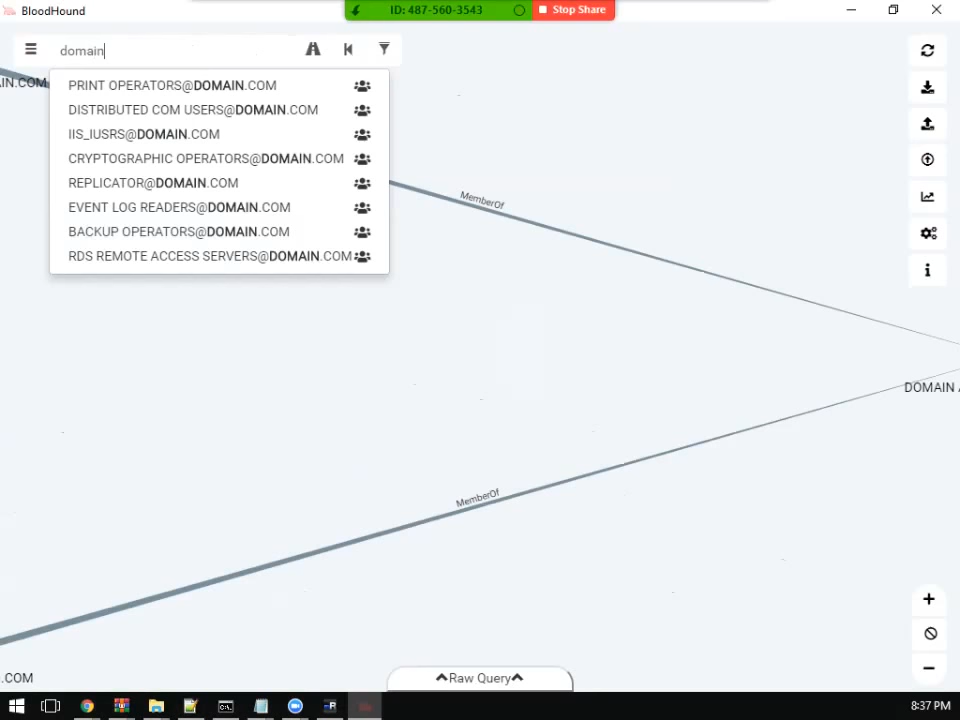 BloodHound
ID: 487-560-3543
Stop Share
domain
IN.COM
PRINT OPERATORS@DOMAIN.COM
DISTRIBUTED COM USERS@DOMAIN.COM
IIS_IUSRS@DOMAIN.COM
CRYPTOGRAPHIC OPERATORS@DOMAIN.COM
REPLICATOR@DOMAIN.COM
EVENT LOG READERS@DOMAIN.COM
BACKUP OPERATORS@DOMAIN.COM
RDS REMOTE ACCESS SERVERS@DOMAIN.COM
MemberOf
DOMAIN A
MemberOf
.COM
Raw Query
8:37 PM